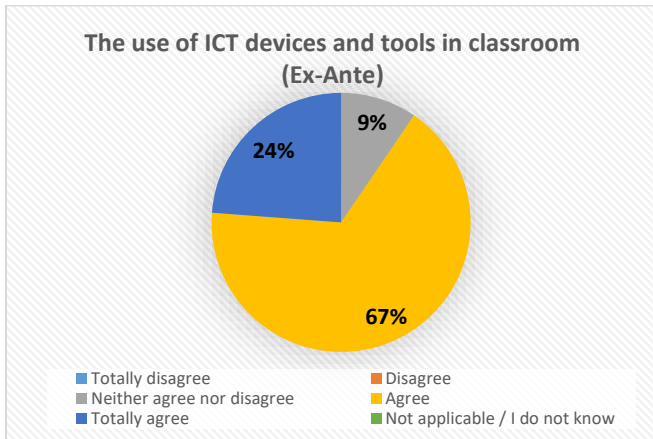 The use of ICT devices and tools in classroom
(Ex-Ante)
9%
24%
67%
Totally disagree
Disagree
Neither agree nor disagree
Agree
Totally agree
Not applicable / I do not know